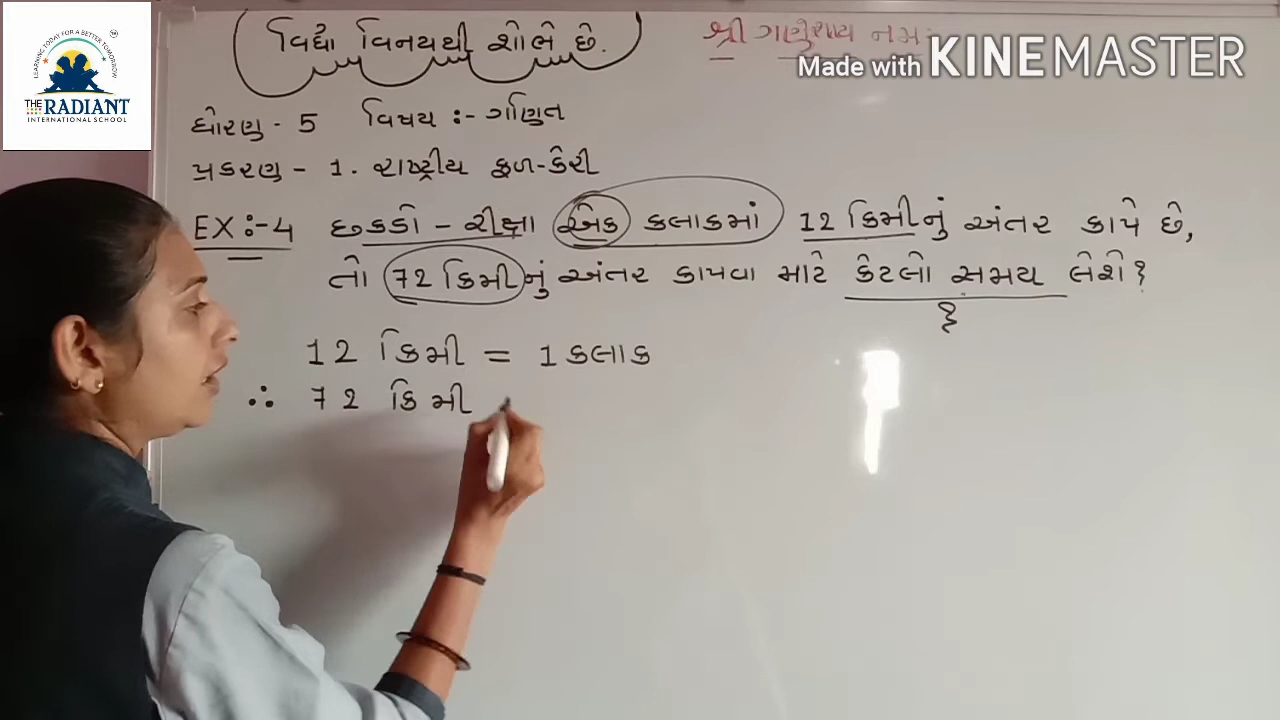 LEARNING TODAY FOR A BETTER TOMORROW
THE RADIANT
INTERNATIONAL SCHOOL
વિદ્યા વિનયથી શોભે છે.
શ્રી ગણેશાય નમઃ
Made with KINEMASTER
ધોરણ - 5 વિષય :- ગણિત
પ્રકરણ - 1. રાષ્ટ્રીય ફળ-કેરી
EX :- 4 છકડો - રીક્ષા એક કલાકમાં 12 કિમીનું અંતર કાપે છે,
તો 72 કિમીનું અંતર કાપવા માટે કેટલો સમય લેશે ?
?
12 કિમી = 1 કલાક
∴ 72 કિમી